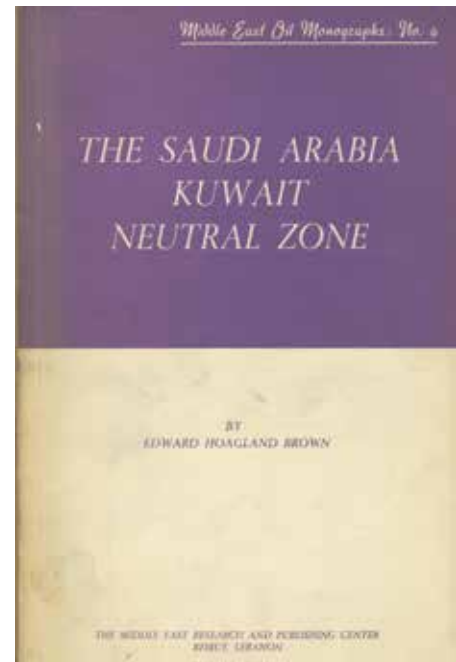 Middle East Oil Monographs: No. 4
THE SAUDI ARABIA
KUWAIT
NEUTRAL ZONE
BY
EDWARD HOAGLAND BROWN
THE MIDDLE EAST RESEARCH AND PUBLISHING CENTER
BEIRUT, LEBANON